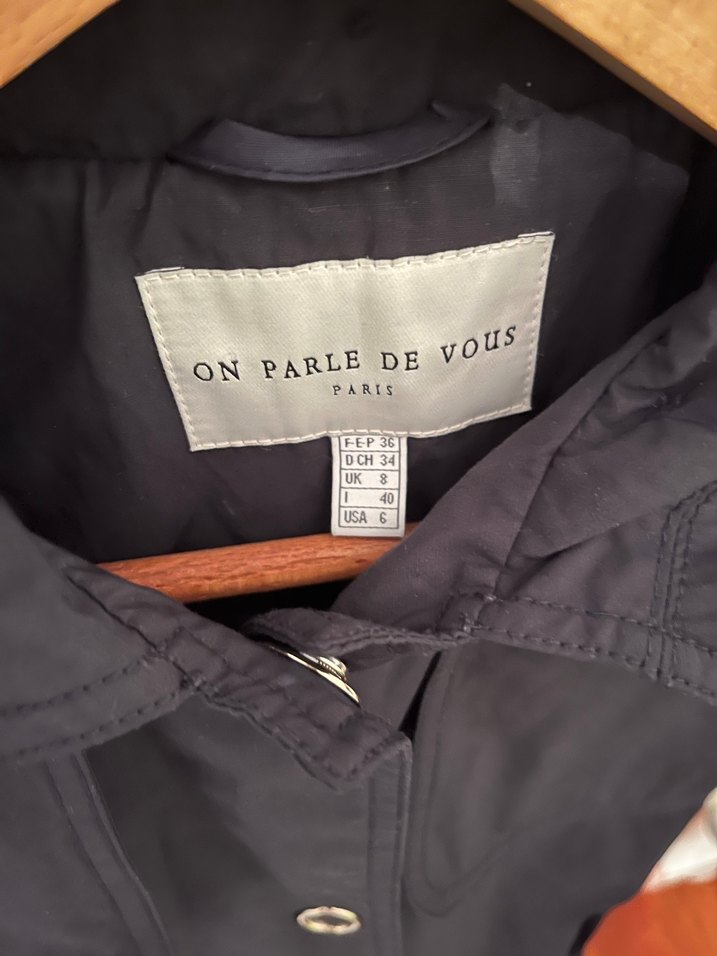 ON PARLE DE VOUS
PARIS
F-E-P 36
D CH 34
UK 8
I 40
USA 6